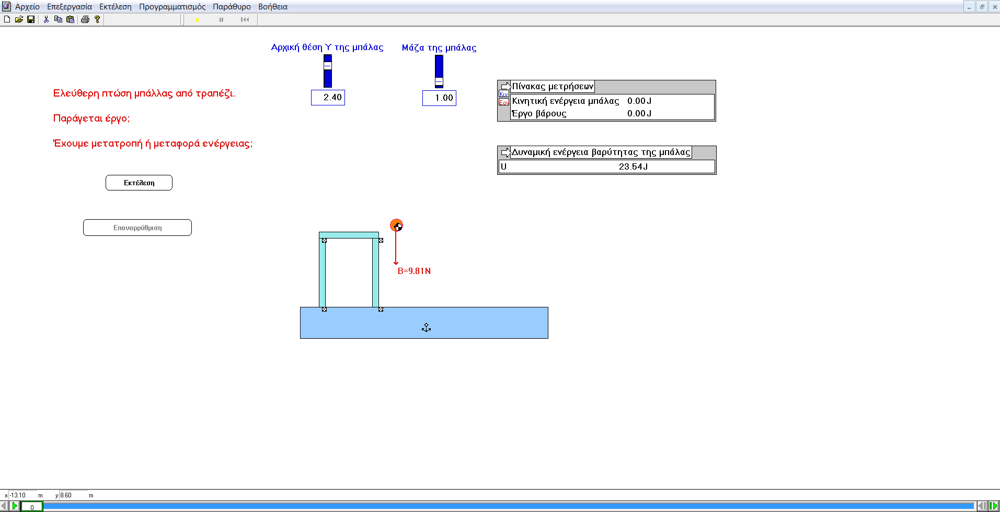 Αρχείο Επεξεργασία Εκτέλεση Προγραμματισμός Παράθυρο Βοήθεια
Αρχική θέση Υ της μπάλας
2.40
Μάζα της μπάλας
1.00
Ελεύθερη πτώση μπάλλας από τραπέζι.
Παράγεται έργο;
Έχουμε μετατροπή ή μεταφορά ενέργειας;
Εκτέλεση
Επαναρρύθμιση
Πίνακας μετρήσεων
Κιν
Εργ
Κινητική ενέργεια μπάλας 0.00 J
Έργο βάρους 0.00 J
Δυναμική ενέργεια βαρύτητας της μπάλας
U 23.54 J
B=9.81N
x -13.10 m y 8.60 m
0